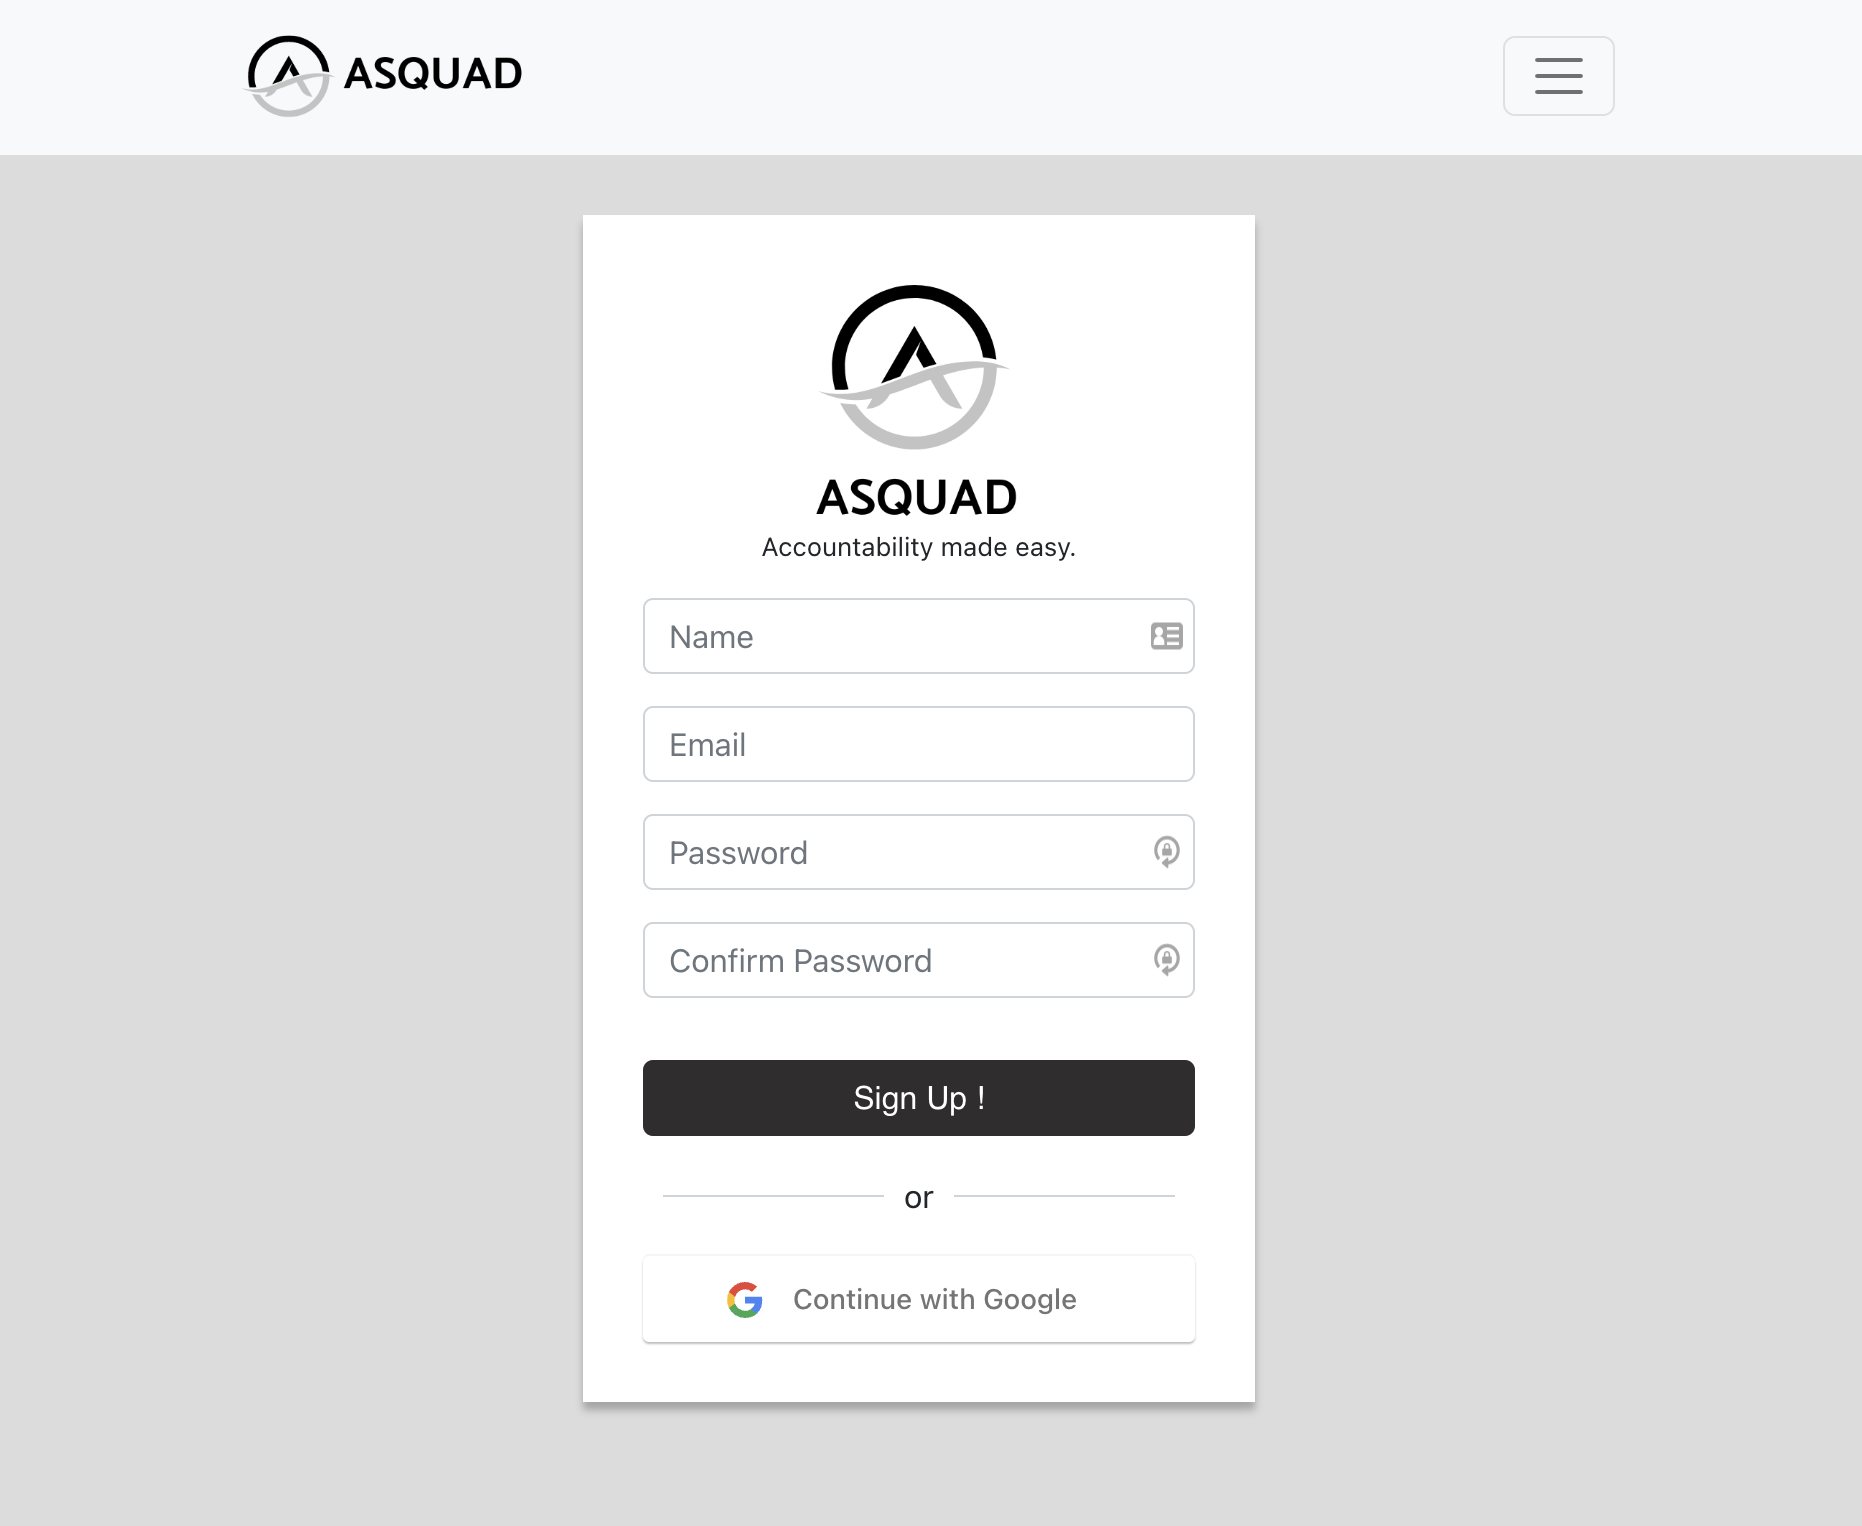 ASQUAD
ASQUAD
Accountability made easy.
Name
Email
Password
Confirm Password
Sign Up !
or
Continue with Google